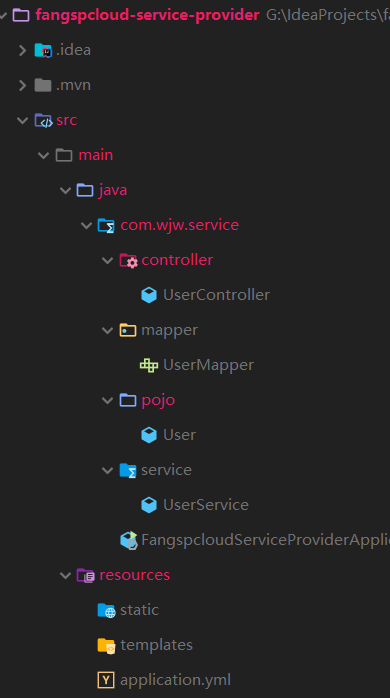 fangspcloud-service-provider G:\IdeaProjects\fa
.idea
.mvn
src
main
java
com.wjw.service
controller
UserController
mapper
UserMapper
pojo
User
service
UserService
FangspcloudServiceProviderAppli
resources
static
templates
application.yml